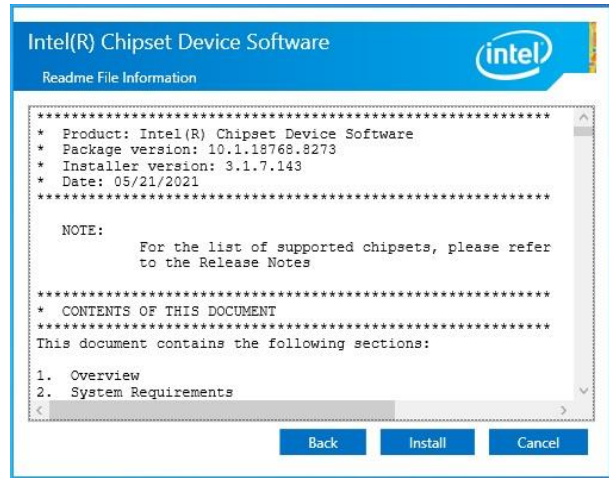 Intel(R) Chipset Device Software
intel
Readme File Information
************************************************************
*  Product: Intel(R) Chipset Device Software
*  Package version: 10.1.18768.8273
*  Installer version: 3.1.7.143
*  Date: 05/21/2021
************************************************************
NOTE:
For the list of supported chipsets, please refer
to the Release Notes
************************************************************
*  CONTENTS OF THIS DOCUMENT
************************************************************
This document contains the following sections:
1.  Overview
2.  System Requirements
Back
Install
Cancel